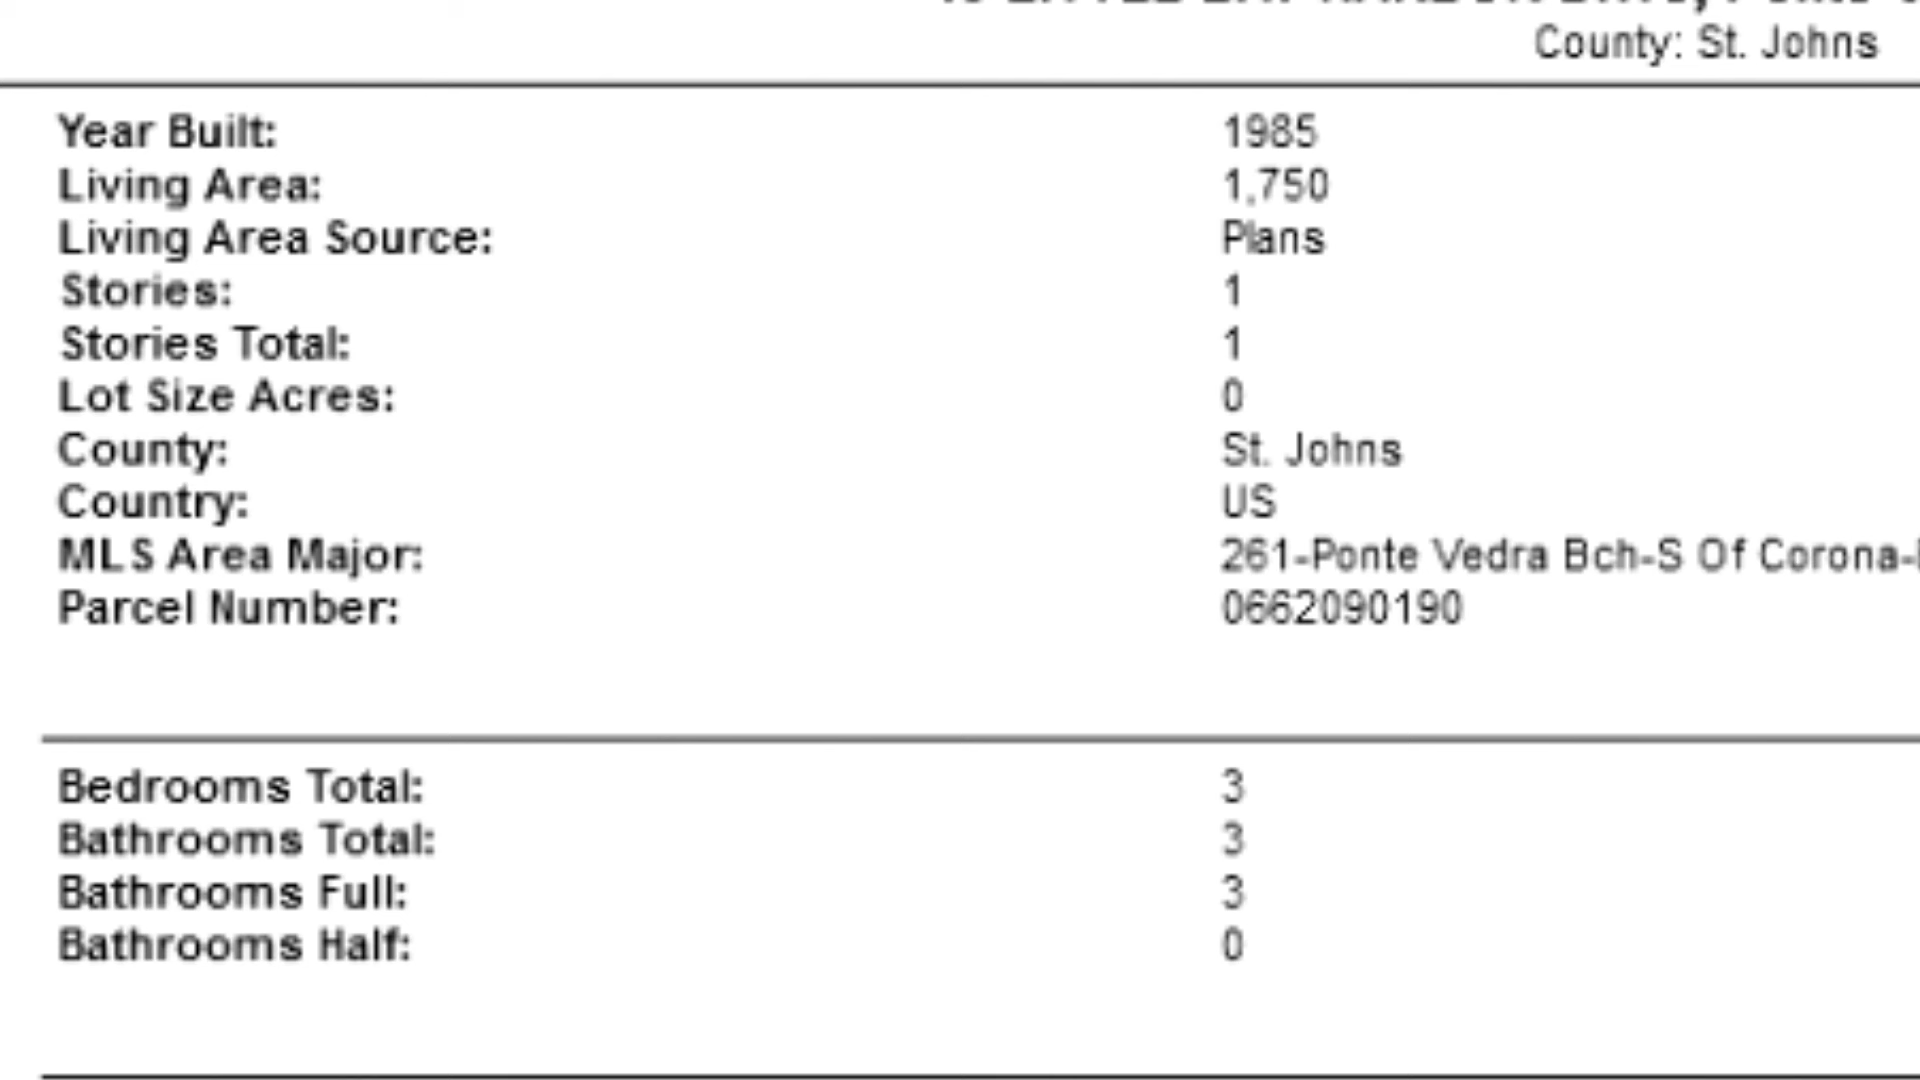 County: St. Johns
Year Built: 1985
Living Area: 1,750
Living Area Source: Plans
Stories: 1
Stories Total: 1
Lot Size Acres: 0
County: St. Johns
Country: US
MLS Area Major: 261-Ponte Vedra Bch-S Of Corona-
Parcel Number: 0662090190
Bedrooms Total: 3
Bathrooms Total: 3
Bathrooms Full: 3
Bathrooms Half: 0